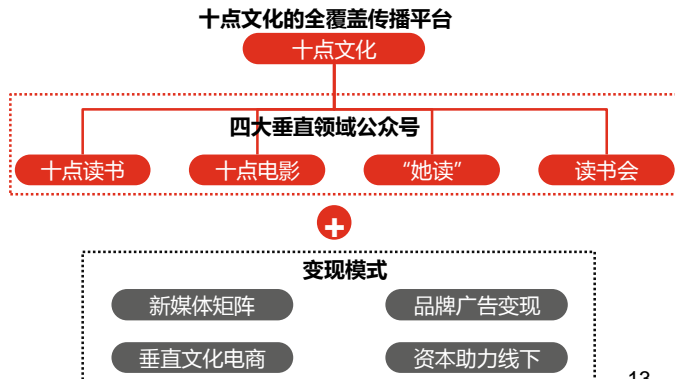 十点文化的全覆盖传播平台
十点文化
四大垂直领域公众号
十点读书 十点电影 “她读” 读书会
+
变现模式
新媒体矩阵 品牌广告变现
垂直文化电商 资本助力线下
13